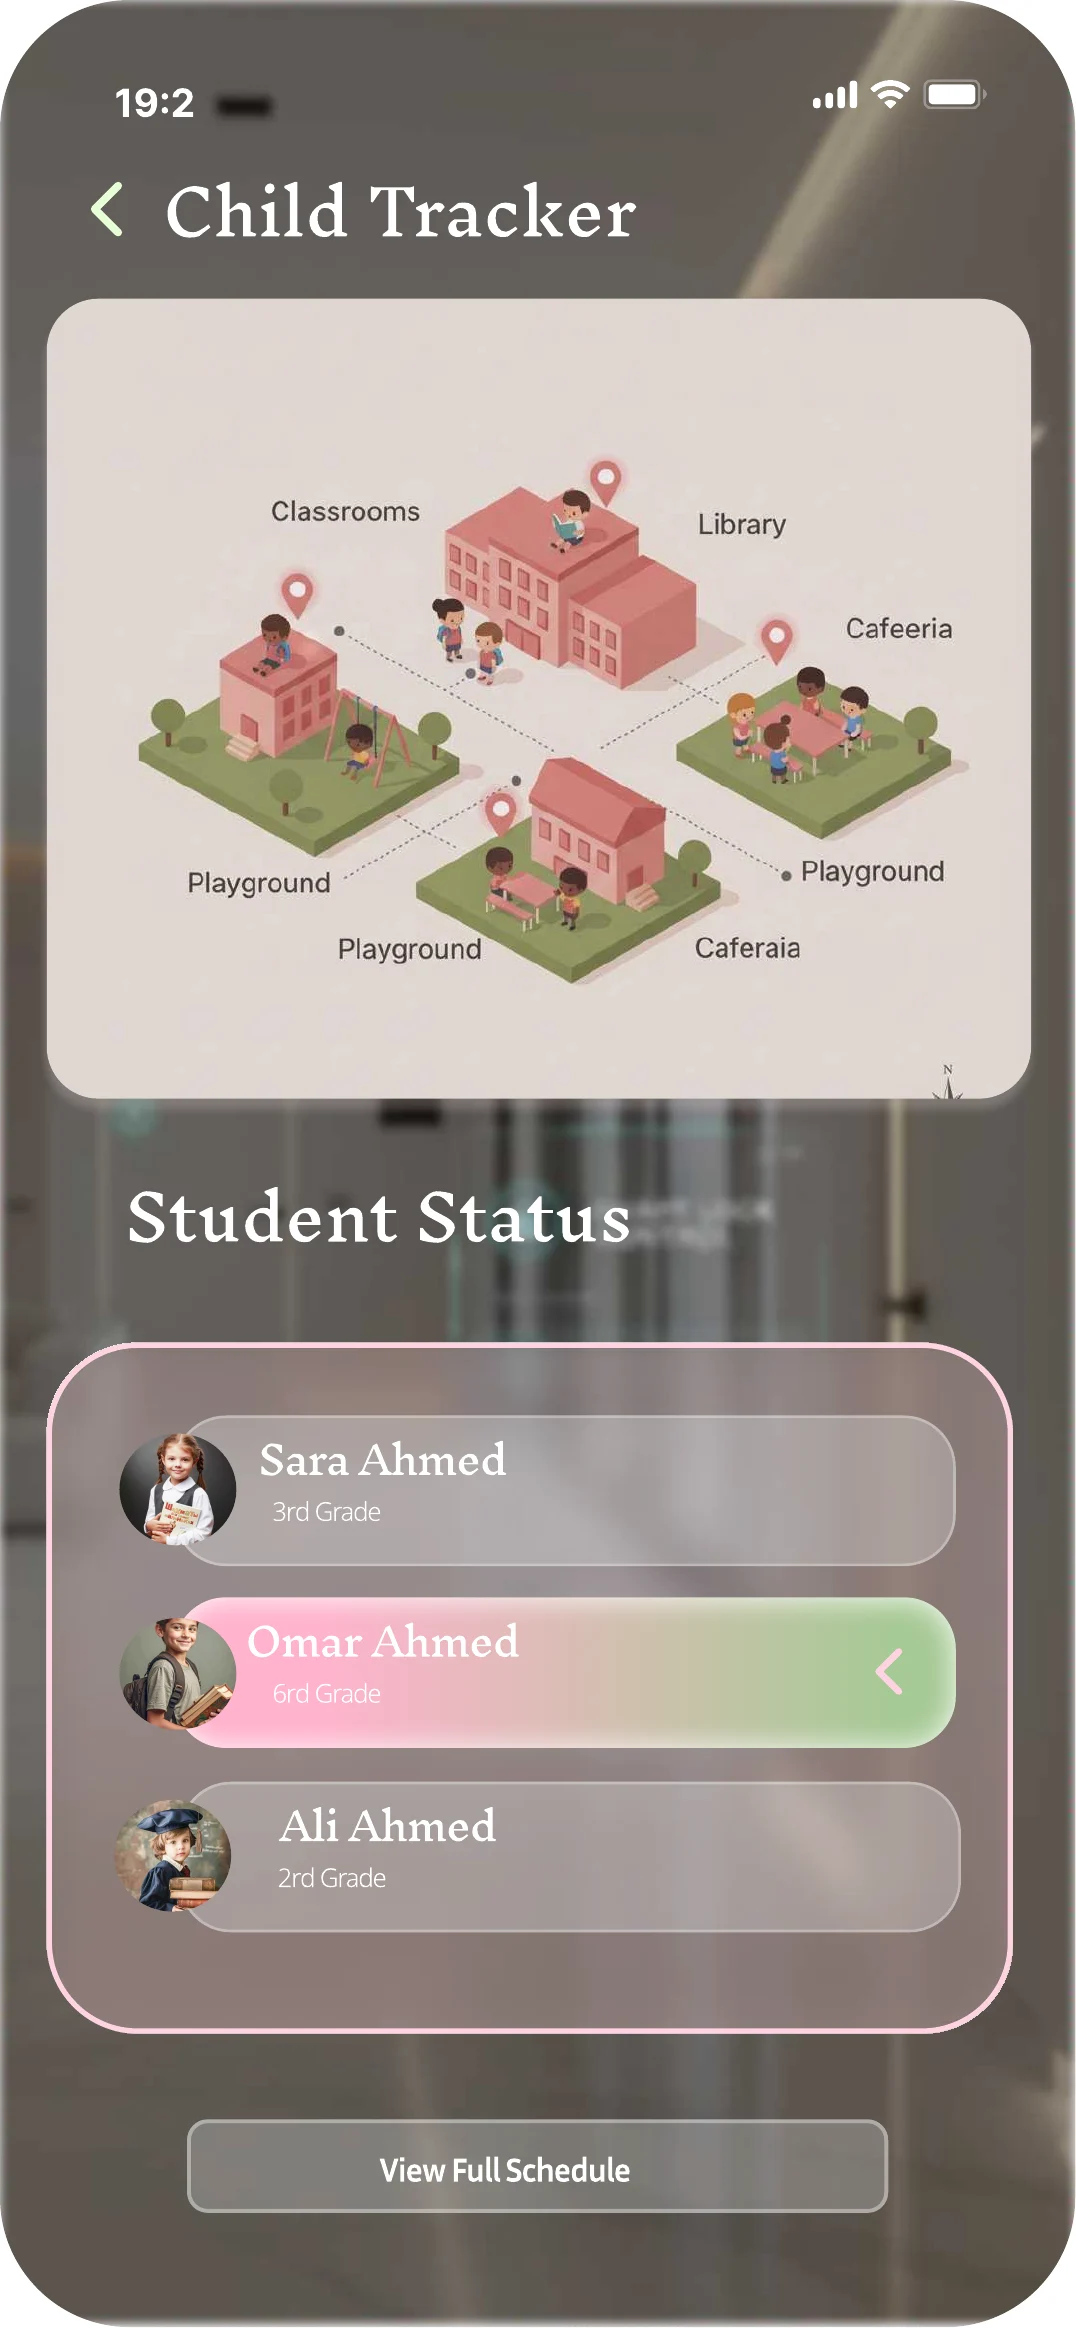 19:2
Child Tracker
Classrooms
Library
Cafeeria
Playground
Playground
Playground
Caferaia
N
Student Status
Sara Ahmed
3rd Grade
Omar Ahmed
6rd Grade
Ali Ahmed
2rd Grade
View Full Schedule